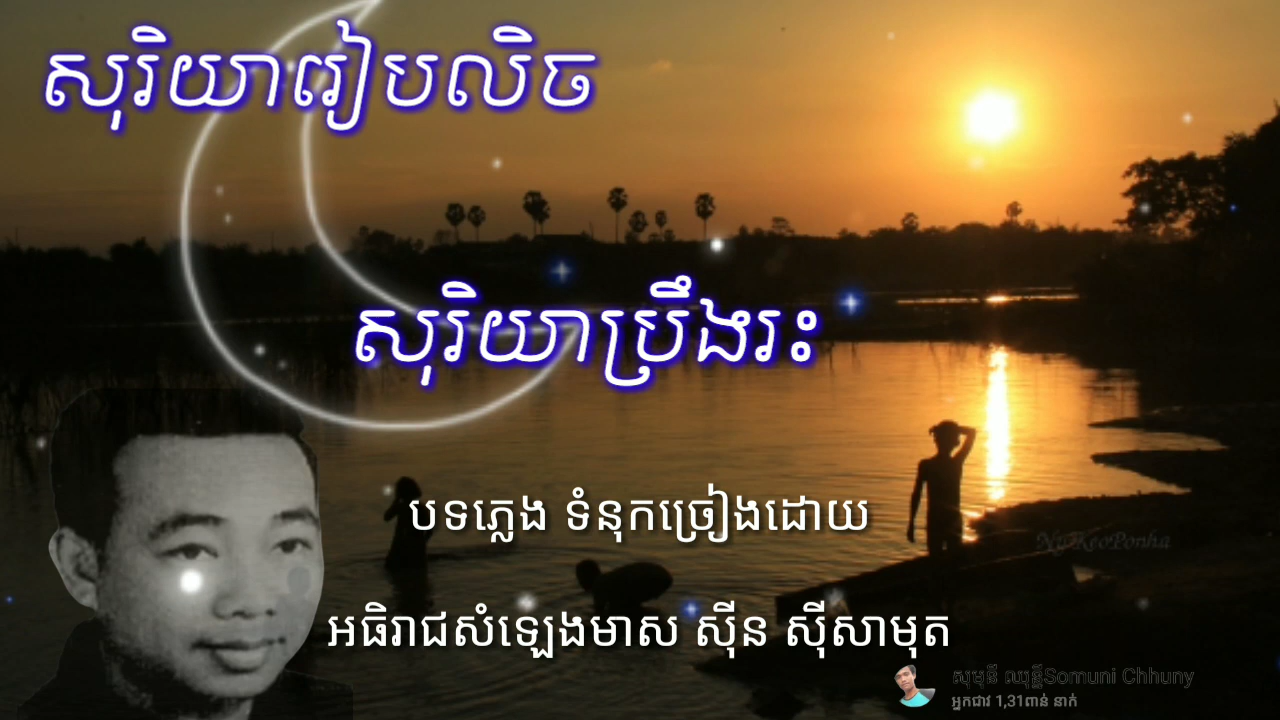 សុរិយារៀបលិច
សុរិយាប្រឹងរះ
បទភ្លេង ទំនុកច្រៀងដោយ
អធិរាជសំឡេងមាស ស៊ីន ស៊ីសាមុត
NuKeoPonha
សុមុនី ឈុន្នីSomuni Chhuny
អ្នកជាវ 1,31ពាន់ នាក់